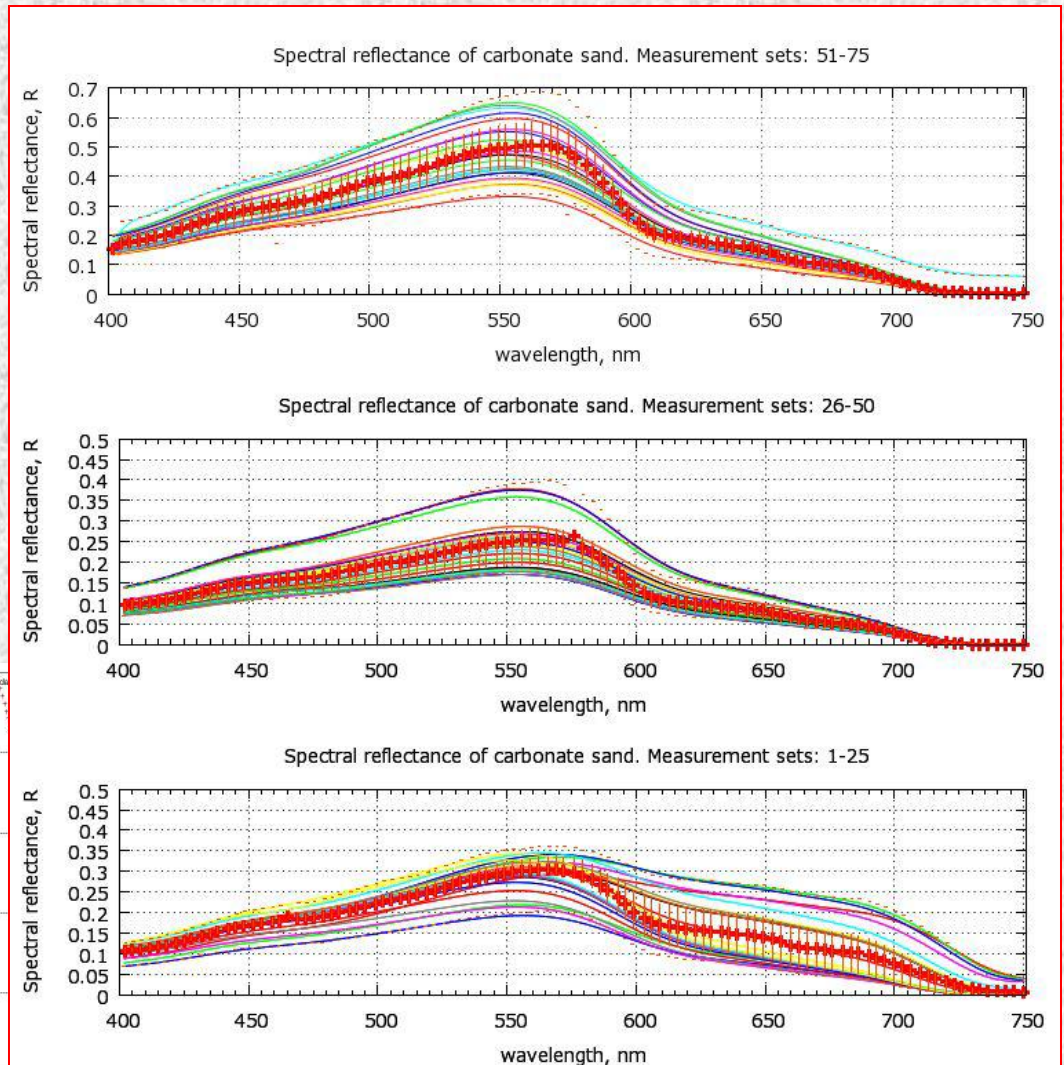 Spectral reflectance of carbonate sand. Measurement sets: 51-75
Spectral reflectance, R
0.7
0.6
0.5
0.4
0.3
0.2
0.1
0
400 450 500 550 600 650 700 750
wavelength, nm
Spectral reflectance of carbonate sand. Measurement sets: 26-50
Spectral reflectance, R
0.5
0.45
0.4
0.35
0.3
0.25
0.2
0.15
0.1
0.05
0
400 450 500 550 600 650 700 750
wavelength, nm
Spectral reflectance of carbonate sand. Measurement sets: 1-25
Spectral reflectance, R
0.5
0.45
0.4
0.35
0.3
0.25
0.2
0.15
0.1
0.05
0
400 450 500 550 600 650 700 750
wavelength, nm